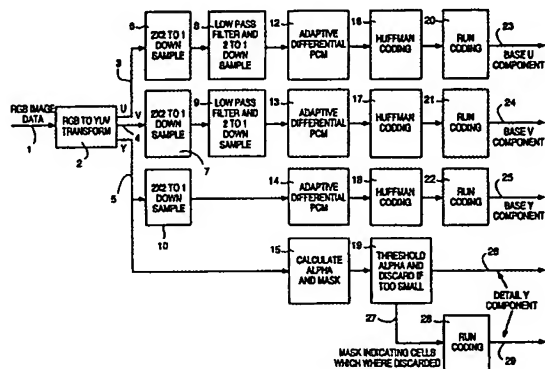 6
2X2 TO 1
DOWN
SAMPLE
8
LOW PASS
FILTER AND
2 TO 1
DOWN SAMPLE
12
ADAPTIVE
DIFFERENTIAL
PCM
16
HUFFMAN
CODING
20
RUN
CODING
23
BASE U
COMPONENT
3
RGB IMAGE
DATA
1
RGB TO YUV
TRANSFORM
2
U
V
Y
4
2X2 TO 1
DOWN
SAMPLE
7
9
LOW PASS
FILTER AND
2 TO 1
DOWN SAMPLE
13
ADAPTIVE
DIFFERENTIAL
PCM
17
HUFFMAN
CODING
21
RUN
CODING
24
BASE V
COMPONENT
5
2X2 TO 1
DOWN
SAMPLE
10
14
ADAPTIVE
DIFFERENTIAL
PCM
18
HUFFMAN
CODING
22
RUN
CODING
25
BASE Y
COMPONENT
15
CALCULATE
ALPHA
AND MASK
19
THRESHOLD
ALPHA AND
DISCARD IF
TOO SMALL
26
DETAIL Y
COMPONENT
27
28
RUN
CODING
29
MASK INDICATING CELLS
WHICH WHERE DISCARDED